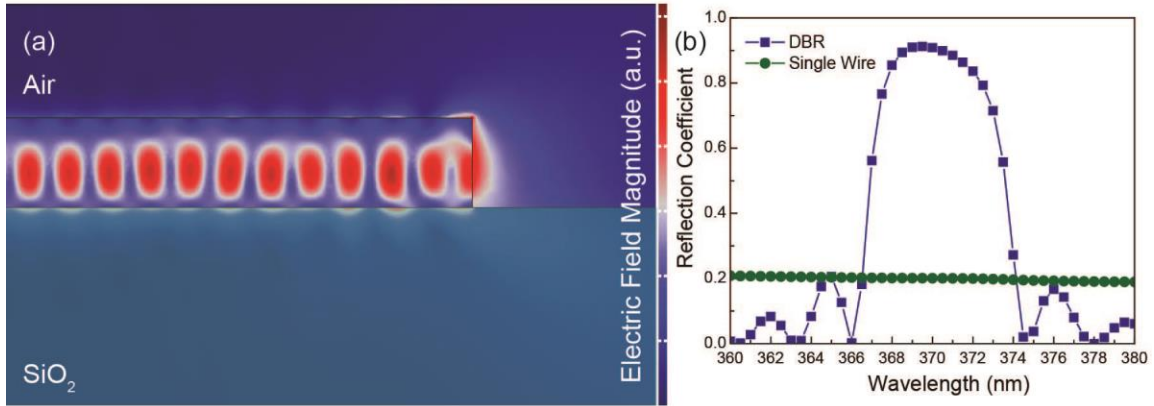 (a)
Air
SiO₂
Electric Field Magnitude (a.u.)
(b)
DBR
Single Wire
Reflection Coefficient
1.0
0.8
0.6
0.4
0.2
0.0
360 362 364 366 368 370 372 374 376 378 380
Wavelength (nm)